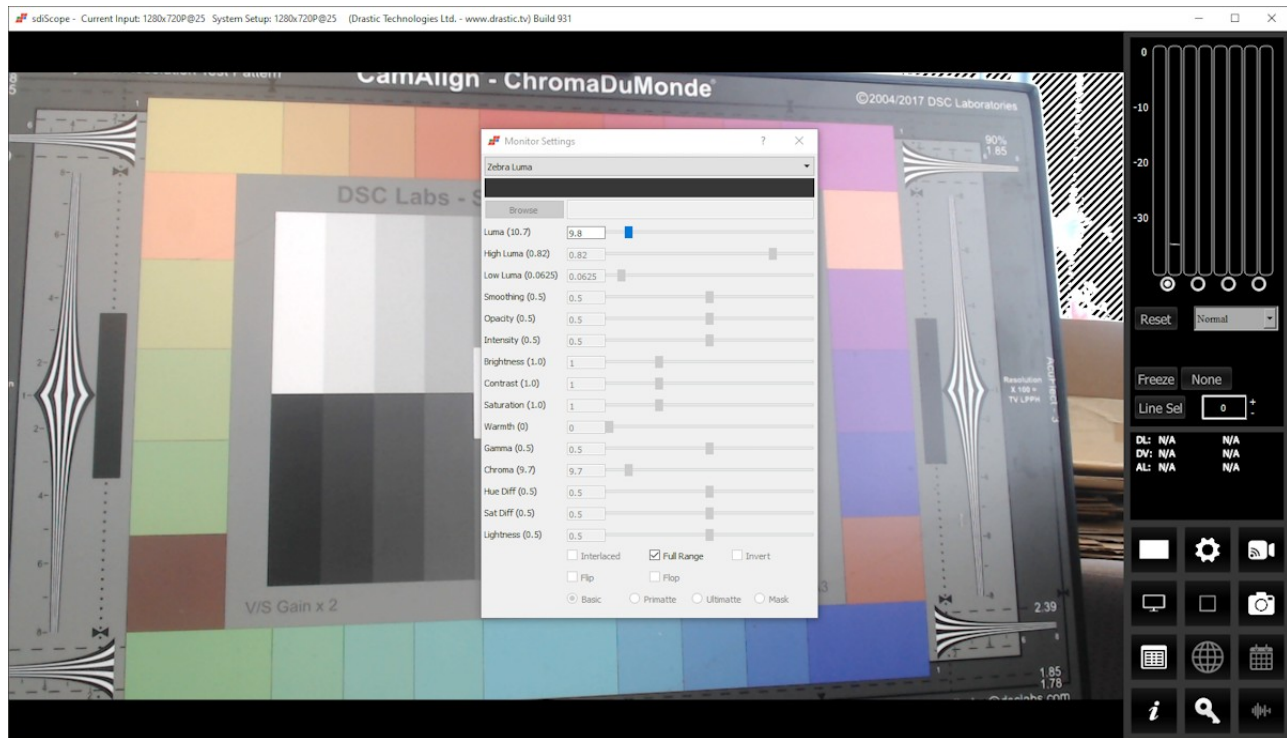 sdiScope - Current Input: 1280x720P@25 System Setup: 1280x720P@25 (Drastic Technologies Ltd. - www.drastic.tv) Build 931
CamAlign - ChromaDuMonde
©2004/2017 DSC Laboratories
90%
1.85
DSC Labs - S
V/S Gain x 2
Resolution
X 100 =
TV LPPH
2.39
1.85
1.78
Monitor Settings ?
Zebra Luma
Browse
Luma (10.7) 9.8
High Luma (0.82) 0.82
Low Luma (0.0625) 0.0625
Smoothing (0.5) 0.5
Opacity (0.5) 0.5
Intensity (0.5) 0.5
Brightness (1.0) 1
Contrast (1.0) 1
Saturation (1.0) 1
Warmth (0) 0
Gamma (0.5) 0.5
Chroma (9.7) 9.7
Hue Diff (0.5) 0.5
Sat Diff (0.5) 0.5
Lightness (0.5) 0.5
Interlaced Full Range Invert
Flip Flop
Basic Primatte Ultimatte Mask
0
-10
-20
-30
Reset Normal
Freeze None
Line Sel 0 + -
DL: N/A N/A
DV: N/A N/A
AL: N/A N/A